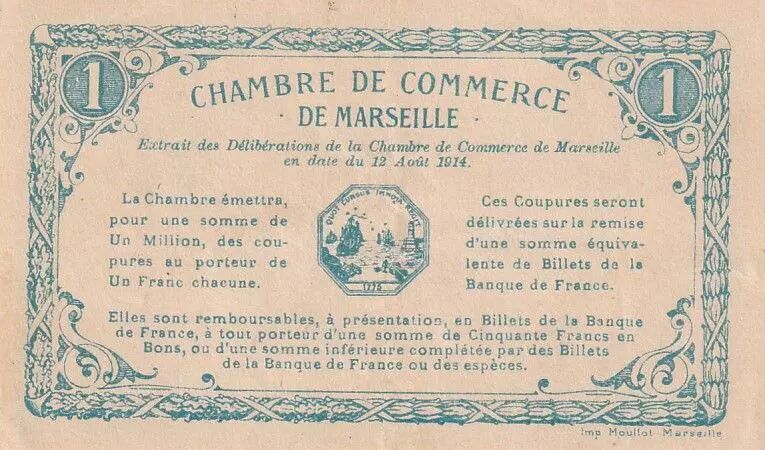 1
1
CHAMBRE DE COMMERCE
· DE MARSEILLE ·
Extrait des Délibérations de la Chambre de Commerce de Marseille
en date du 12 Août 1914.
La Chambre émettra,
pour une somme de
Un Million, des cou-
pures au porteur de
Un Franc chacune.
1775
Ces Coupures seront
délivrées sur la remise
d'une somme équiva-
lente de Billets de la
Banque de France.
Elles sont remboursables, à présentation, en Billets de la Banque
de France, à tout porteur d'une somme de Cinquante Francs en
Bons, ou d'une somme inférieure complétée par des Billets
de la Banque de France ou des espèces.
Imp Moullot Marseille